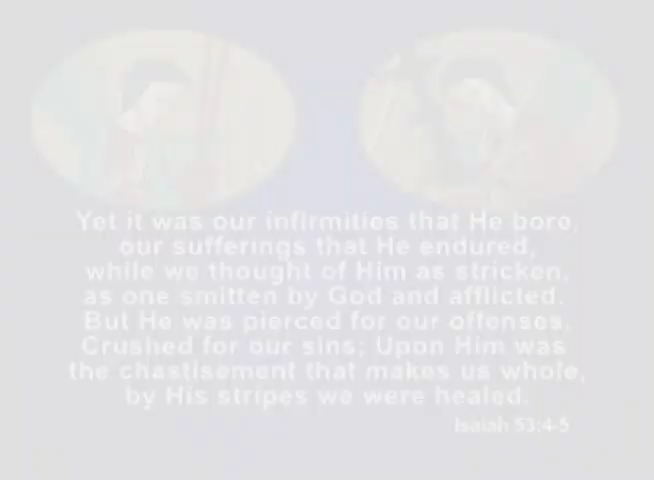 Yet it was our infirmities that He bore,
our sufferings that He endured,
while we thought of Him as stricken,
as one smitten by God and afflicted.
But He was pierced for our offenses,
Crushed for our sins; Upon Him was
the chastisement that makes us whole,
by His stripes we were healed.
Isaiah 53:4-5